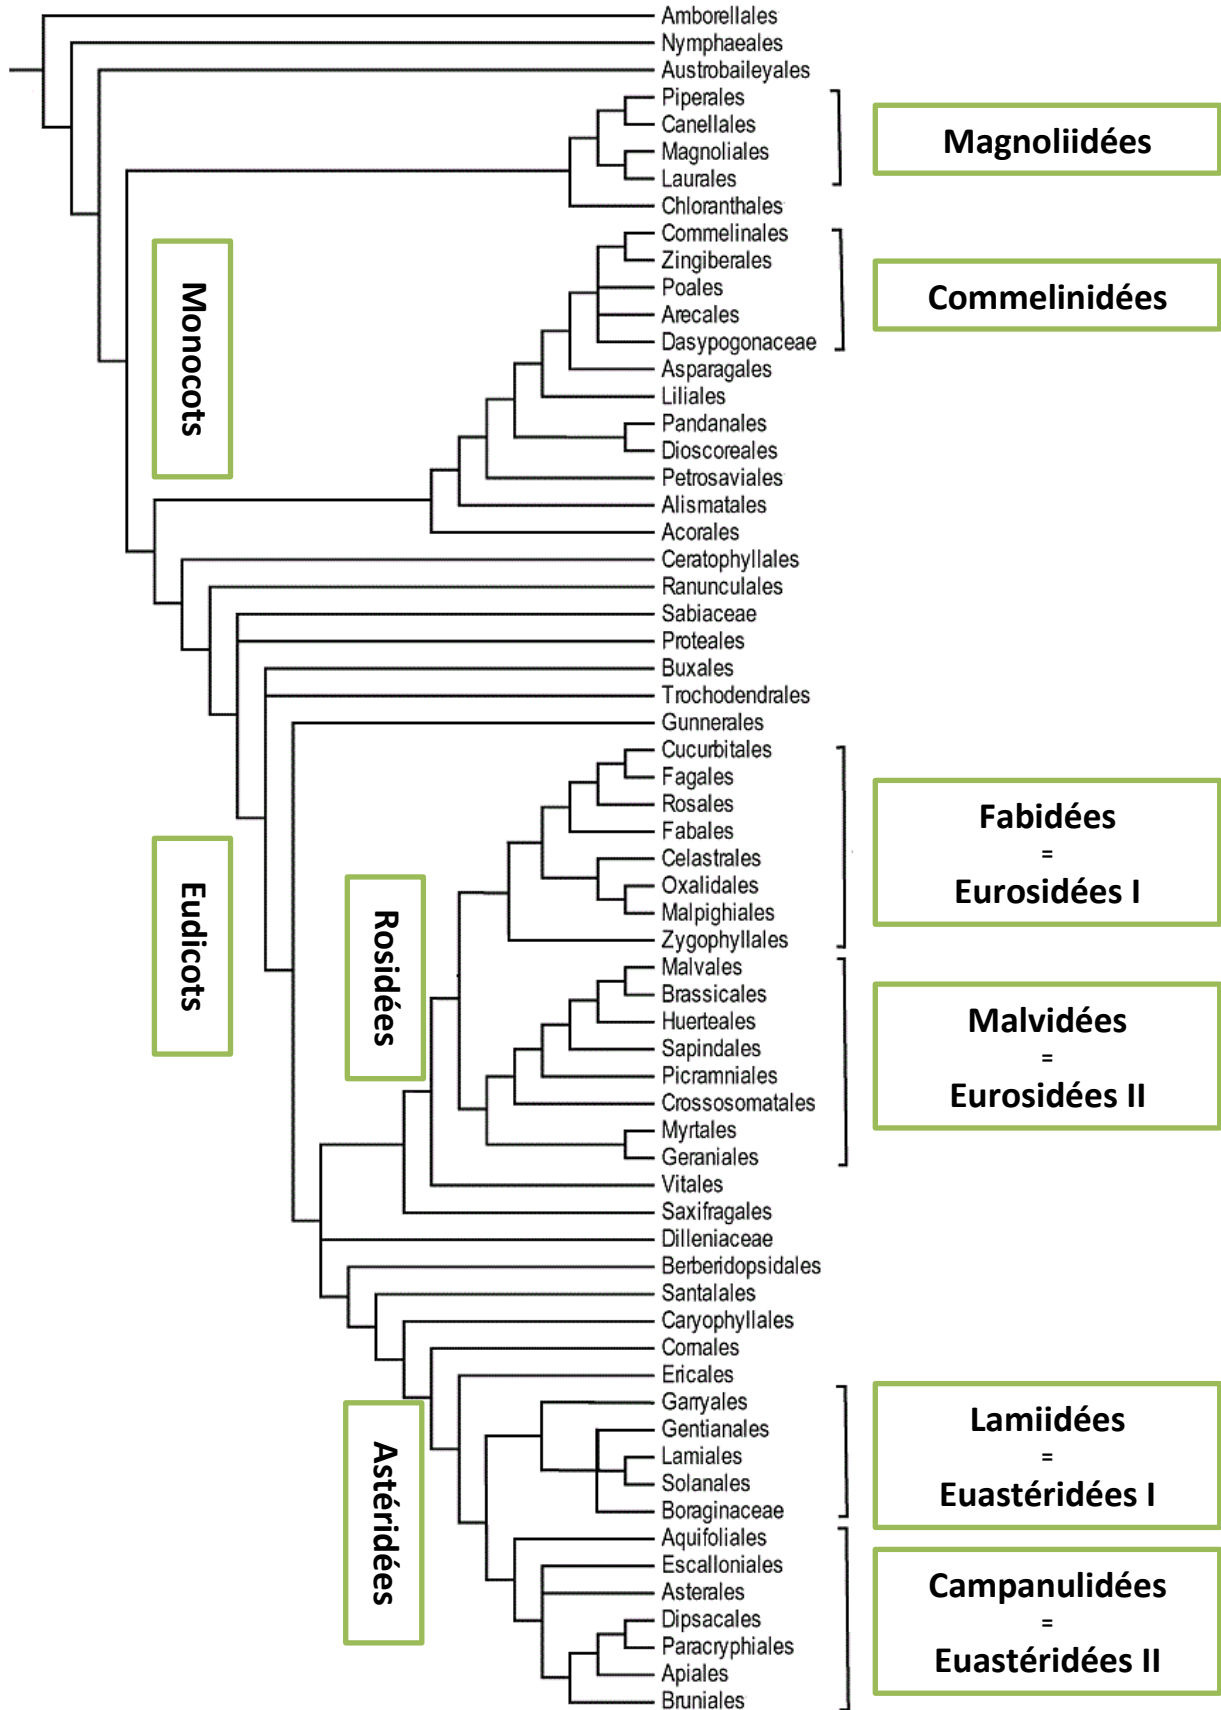 Amborellales
Nymphaeales
Austrobaileyales
Piperales
Canellales
Magnoliales
Laurales
Chloranthales
Magnoliidées
Commelinales
Zingiberales
Poales
Arecales
Dasypogonaceae
Commelinidées
Asparagales
Liliales
Pandanales
Dioscoreales
Petrosaviales
Alismatales
Acorales
Monocots
Ceratophyllales
Ranunculales
Sabiaceae
Proteales
Buxales
Trochodendrales
Gunnerales
Eudicots
Cucurbitales
Fagales
Rosales
Fabales
Celastrales
Oxalidales
Malpighiales
Zygophyllales
Fabidées
=
Eurosidées I
Rosidées
Malvales
Brassicales
Huerteales
Sapindales
Picramniales
Crossosomatales
Myrtales
Geraniales
Malvidées
=
Eurosidées II
Vitales
Saxifragales
Dilleniaceae
Berberidopsidales
Santalales
Caryophyllales
Cornales
Ericales
Astéridées
Garryales
Gentianales
Lamiales
Solanales
Boraginaceae
Lamiidées
=
Euastéridées I
Aquifoliales
Escalloniales
Asterales
Dipsacales
Paracryphiales
Apiales
Bruniales
Campanulidées
=
Euastéridées II